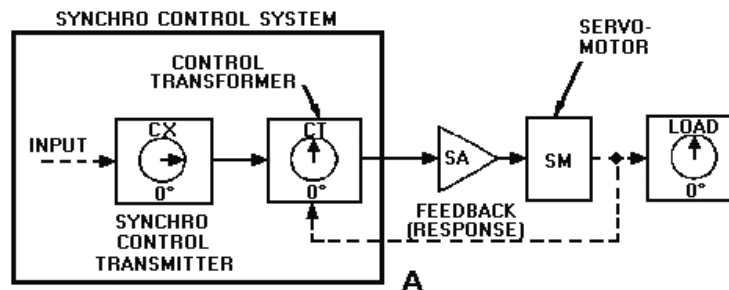 SYNCHRO CONTROL SYSTEM
SERVO-
MOTOR
CONTROL
TRANSFORMER
INPUT
CX
0°
CT
0°
SA
SM
LOAD
0°
SYNCHRO
CONTROL
TRANSMITTER
FEEDBACK
(RESPONSE)
A